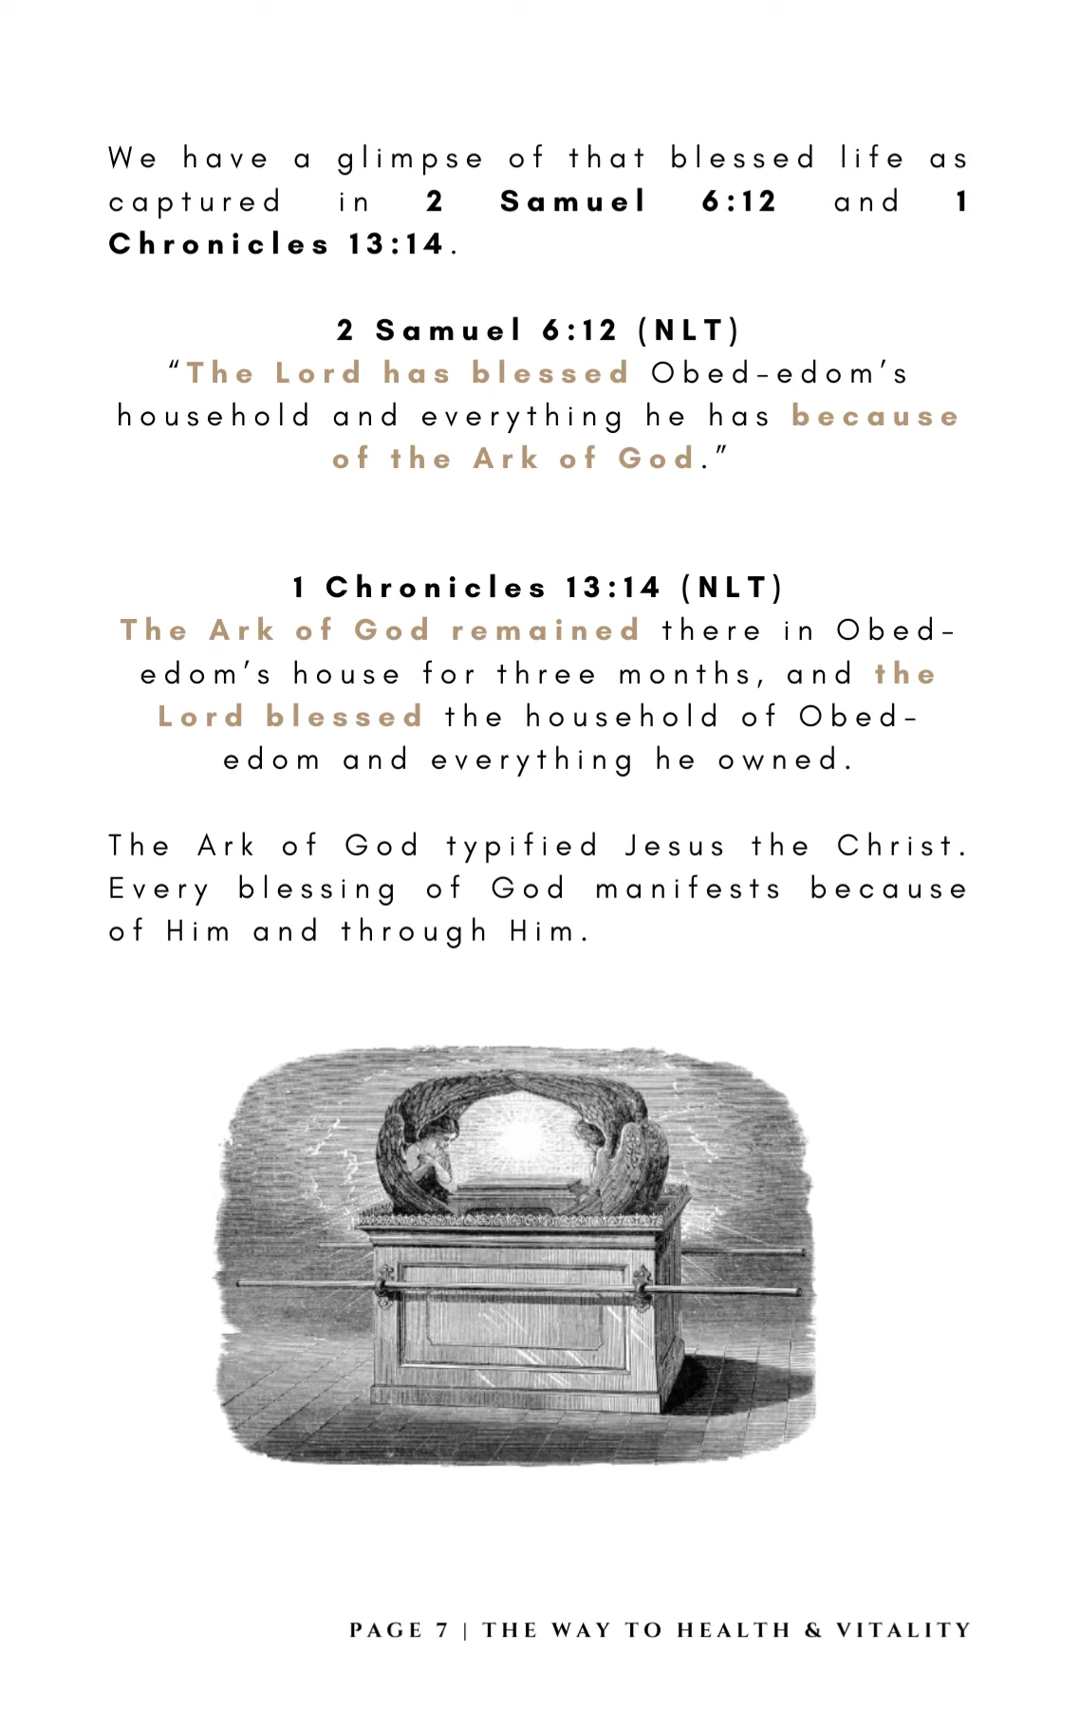 We have a glimpse of that blessed life as
captured in 2 Samuel 6:12 and 1
Chronicles 13:14.
2 Samuel 6:12 (NLT)
“The Lord has blessed Obed-edom’s
household and everything he has because
of the Ark of God.”
1 Chronicles 13:14 (NLT)
The Ark of God remained there in Obed-
edom’s house for three months, and the
Lord blessed the household of Obed-
edom and everything he owned.
The Ark of God typified Jesus the Christ.
Every blessing of God manifests because
of Him and through Him.
PAGE 7 | THE WAY TO HEALTH & VITALITY